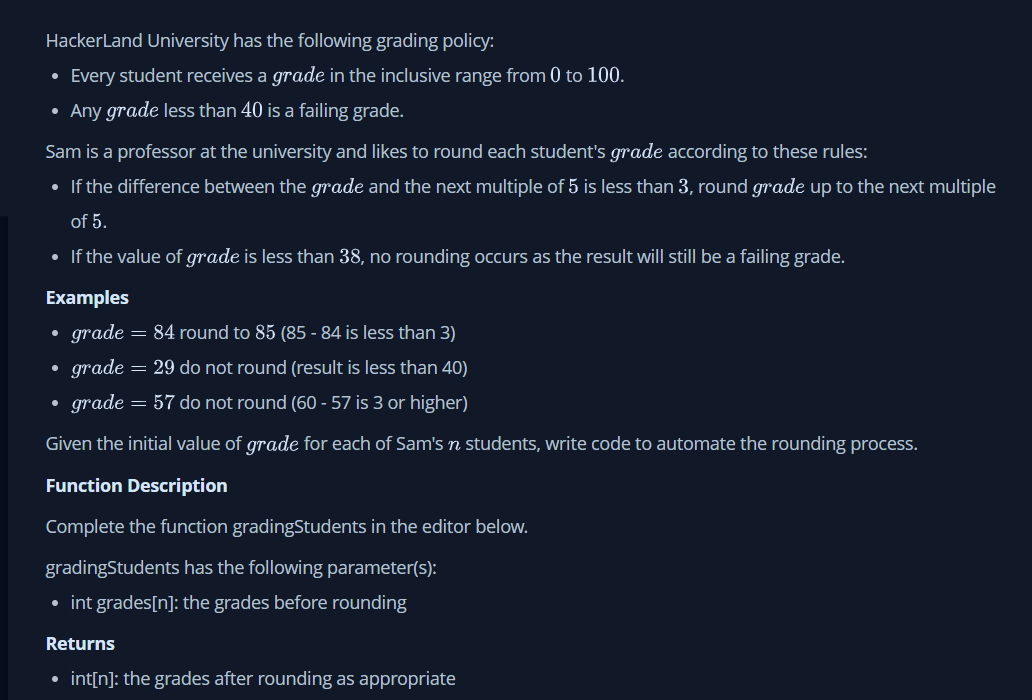 HackerLand University has the following grading policy:
• Every student receives a grade in the inclusive range from 0 to 100.
• Any grade less than 40 is a failing grade.
Sam is a professor at the university and likes to round each student's grade according to these rules:
• If the difference between the grade and the next multiple of 5 is less than 3, round grade up to the next multiple
of 5.
• If the value of grade is less than 38, no rounding occurs as the result will still be a failing grade.
Examples
• grade = 84 round to 85 (85 - 84 is less than 3)
• grade = 29 do not round (result is less than 40)
• grade = 57 do not round (60 - 57 is 3 or higher)
Given the initial value of grade for each of Sam's n students, write code to automate the rounding process.
Function Description
Complete the function gradingStudents in the editor below.
gradingStudents has the following parameter(s):
• int grades[n]: the grades before rounding
Returns
• int[n]: the grades after rounding as appropriate